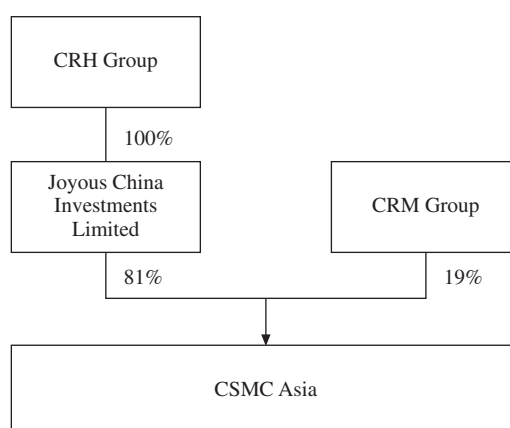 CRH Group
100%
Joyous China
Investments
Limited
CRM Group
81%
19%
CSMC Asia